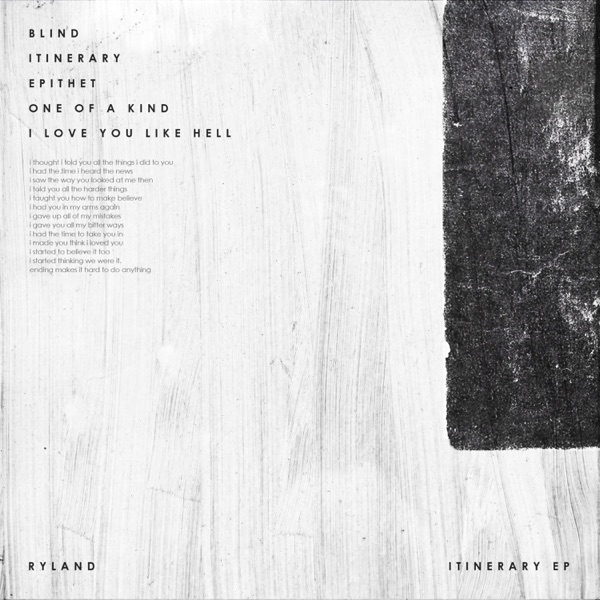 BLIND
ITINERARY
EPITHET
ONE OF A KIND
I LOVE YOU LIKE HELL
i thought i told you all the things i did to you
i had the time i heard the news
i saw the way you looked at me then
i told you all the harder things
i taught you how to make believe
i had you in my arms again
i gave up all of my mistakes
i gave you all my bitter ways
i had the time to take you in
i made you think i loved you
i started to believe it too
i started thinking we were it.
ending makes it hard to do anything
RYLAND
ITINERARY EP